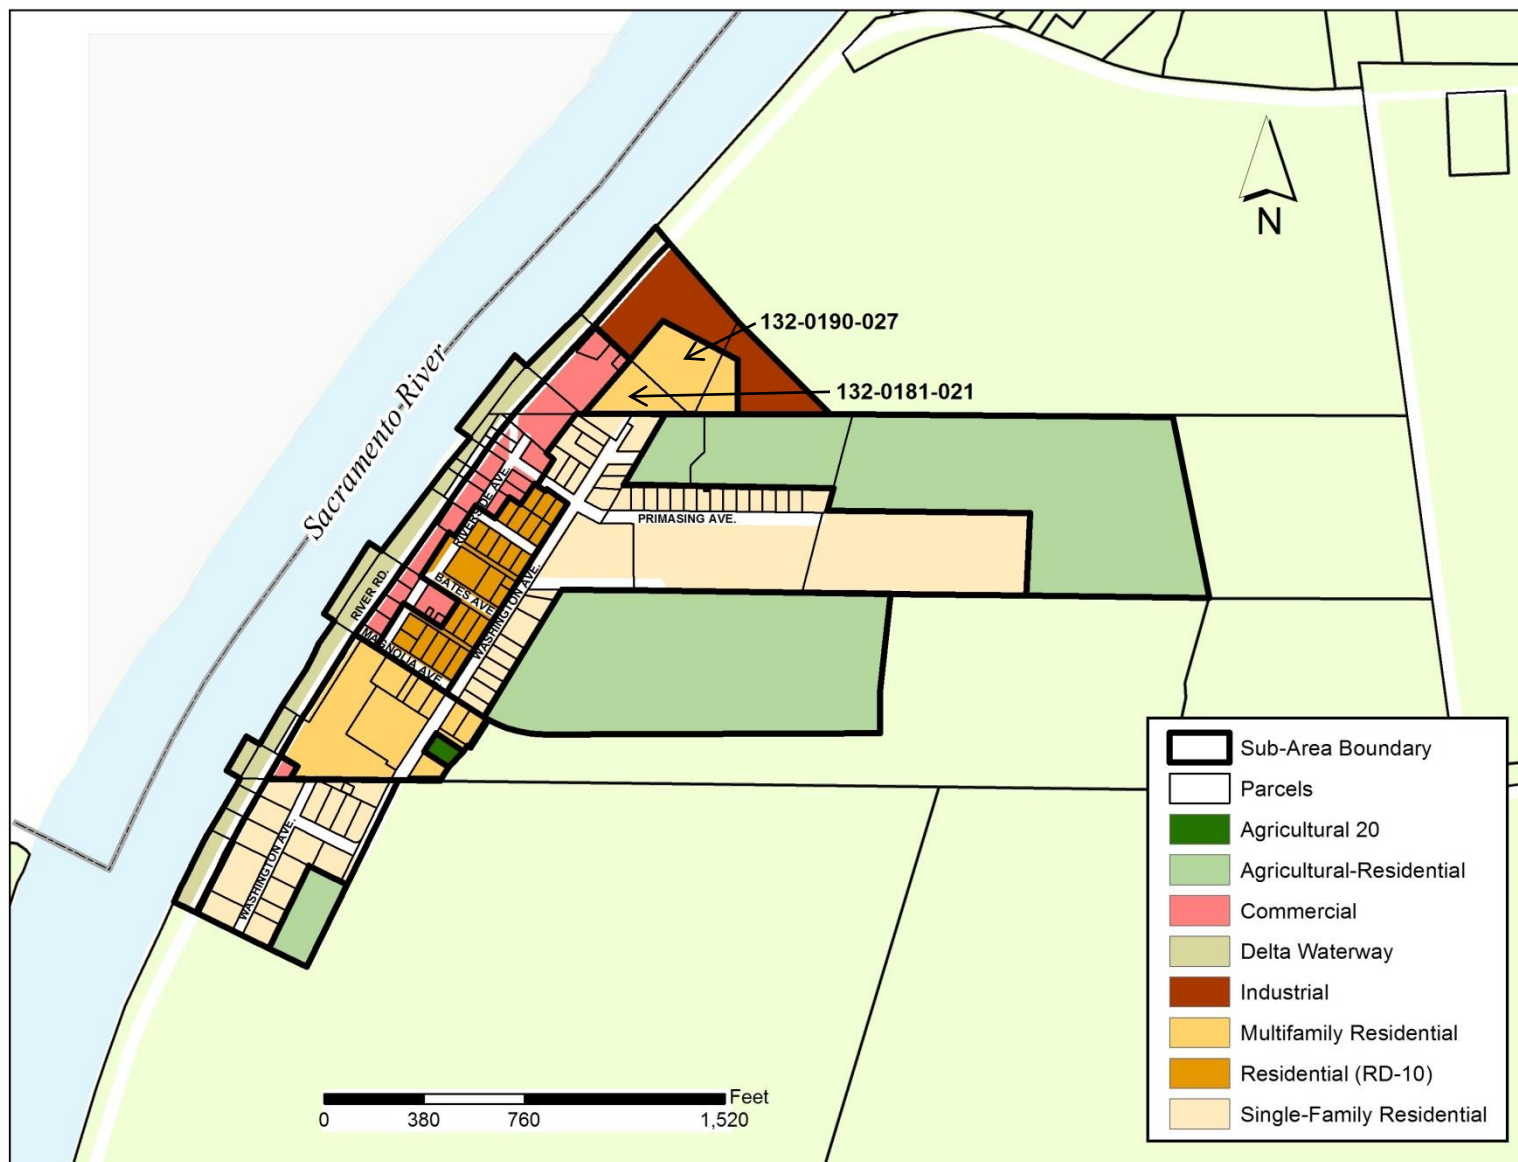 N
132-0190-027
132-0181-021
Sacramento River
RIVERSIDE AVE.
PRIMASING AVE.
RIVER RD.
BATES AVE.
WASHINGTON AVE.
MAGNOLIA AVE.
WASHINGTON AVE.
Sub-Area Boundary
Parcels
Agricultural 20
Agricultural-Residential
Commercial
Delta Waterway
Industrial
Multifamily Residential
Residential (RD-10)
Single-Family Residential
Feet
0 380 760 1,520